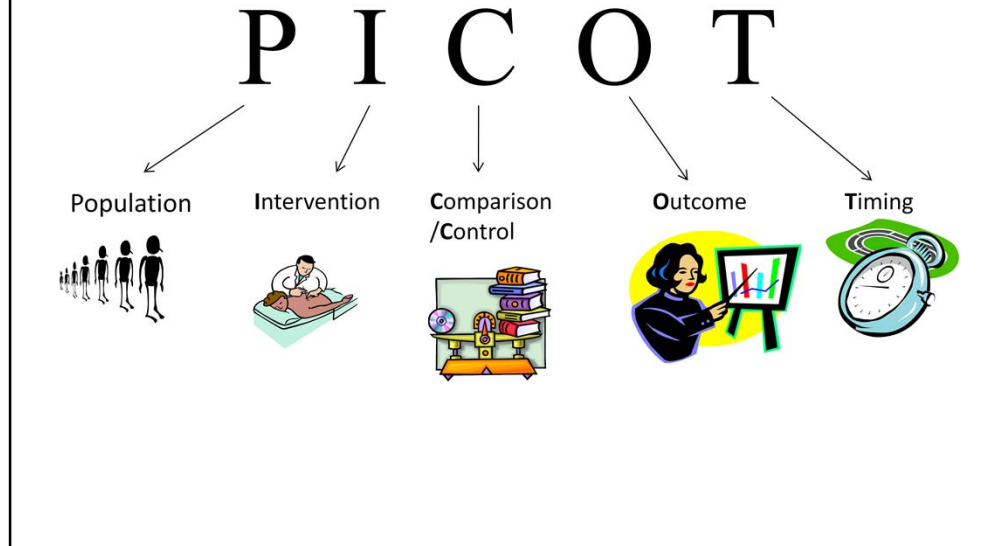 P I C O T
Population
Intervention
Comparison
/Control
Outcome
Timing